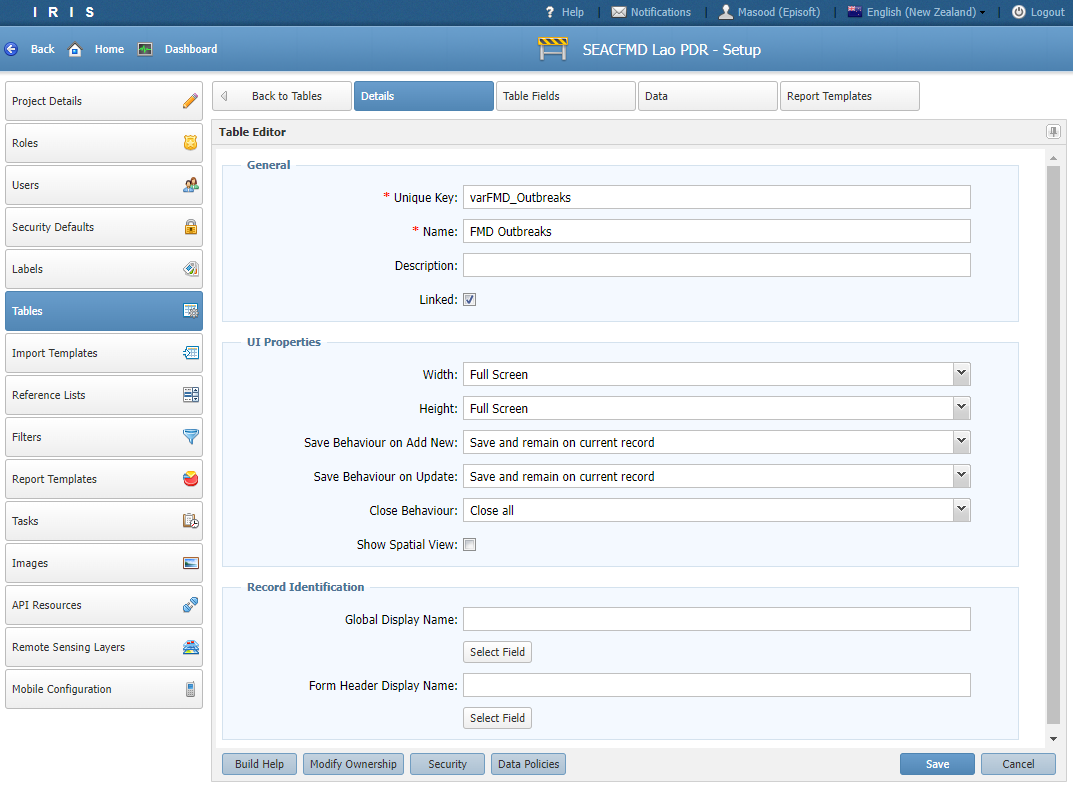 IRIS
? Help | Notifications | Masood (Episoft) | English (New Zealand) | Logout
Back Home Dashboard
SEACFMD Lao PDR - Setup
Project Details
Roles
Users
Security Defaults
Labels
Tables
Import Templates
Reference Lists
Filters
Report Templates
Tasks
Images
API Resources
Remote Sensing Layers
Mobile Configuration
Back to Tables Details Table Fields Data Report Templates
Table Editor
General
* Unique Key: varFMD_Outbreaks
* Name: FMD Outbreaks
Description:
Linked:
UI Properties
Width: Full Screen
Height: Full Screen
Save Behaviour on Add New: Save and remain on current record
Save Behaviour on Update: Save and remain on current record
Close Behaviour: Close all
Show Spatial View:
Record Identification
Global Display Name:
Select Field
Form Header Display Name:
Select Field
Build Help Modify Ownership Security Data Policies Save Cancel